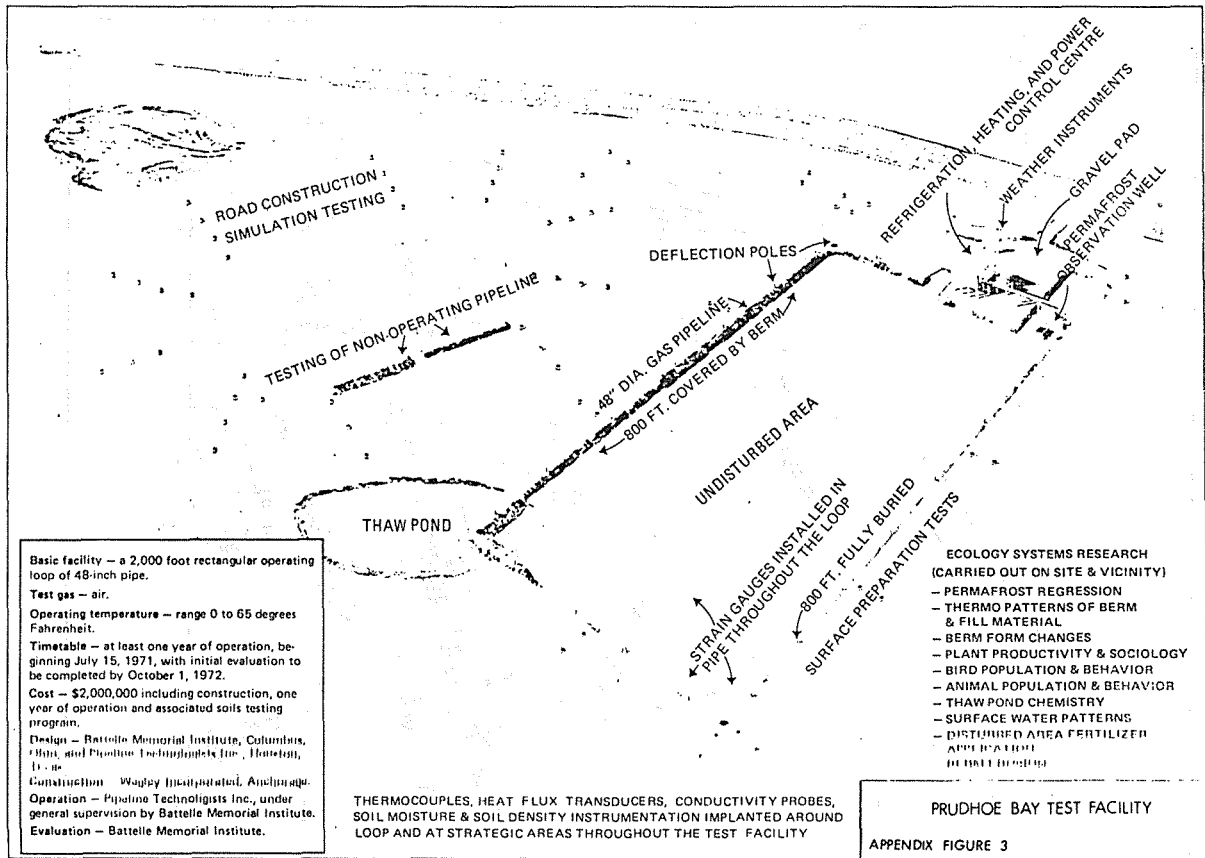 REFRIGERATION, HEATING, AND POWER
CONTROL CENTRE
WEATHER INSTRUMENTS
GRAVEL PAD
PERMAFROST
OBSERVATION WELL
ROAD CONSTRUCTION
SIMULATION TESTING
DEFLECTION POLES
TESTING OF NON-OPERATING PIPELINE
48" DIA. GAS PIPELINE
800 FT. COVERED BY BERM
UNDISTURBED AREA
THAW POND
STRAIN GAUGES INSTALLED IN
PIPE THROUGHOUT THE LOOP
800 FT. FULLY BURIED
SURFACE PREPARATION TESTS
Basic facility — a 2,000 foot rectangular operating
loop of 48-inch pipe.
Test gas — air.
Operating temperature — range 0 to 65 degrees
Fahrenheit.
Timetable — at least one year of operation, be-
ginning July 15, 1971, with initial evaluation to
be completed by October 1, 1972.
Cost — $2,000,000 including construction, one
year of operation and associated soils testing
program.
Design — Battelle Memorial Institute, Columbus,
and Pipeline Technologists Inc., Houston,
Construction Incorporated, Anchorage.
Operation — Pipeline Technoligists Inc., under
general supervision by Battelle Memorial Institute.
Evaluation — Battelle Memorial Institute.
ECOLOGY SYSTEMS RESEARCH
(CARRIED OUT ON SITE & VICINITY)
— PERMAFROST REGRESSION
— THERMO PATTERNS OF BERM
& FILL MATERIAL
— BERM FORM CHANGES
— PLANT PRODUCTIVITY & SOCIOLOGY
— BIRD POPULATION & BEHAVIOR
— ANIMAL POPULATION & BEHAVIOR
— THAW POND CHEMISTRY
— SURFACE WATER PATTERNS
— DISTURBED AREA FERTILIZER
APPLICATION
THERMOCOUPLES, HEAT FLUX TRANSDUCERS, CONDUCTIVITY PROBES,
SOIL MOISTURE & SOIL DENSITY INSTRUMENTATION IMPLANTED AROUND
LOOP AND AT STRATEGIC AREAS THROUGHOUT THE TEST FACILITY
PRUDHOE BAY TEST FACILITY
APPENDIX FIGURE 3